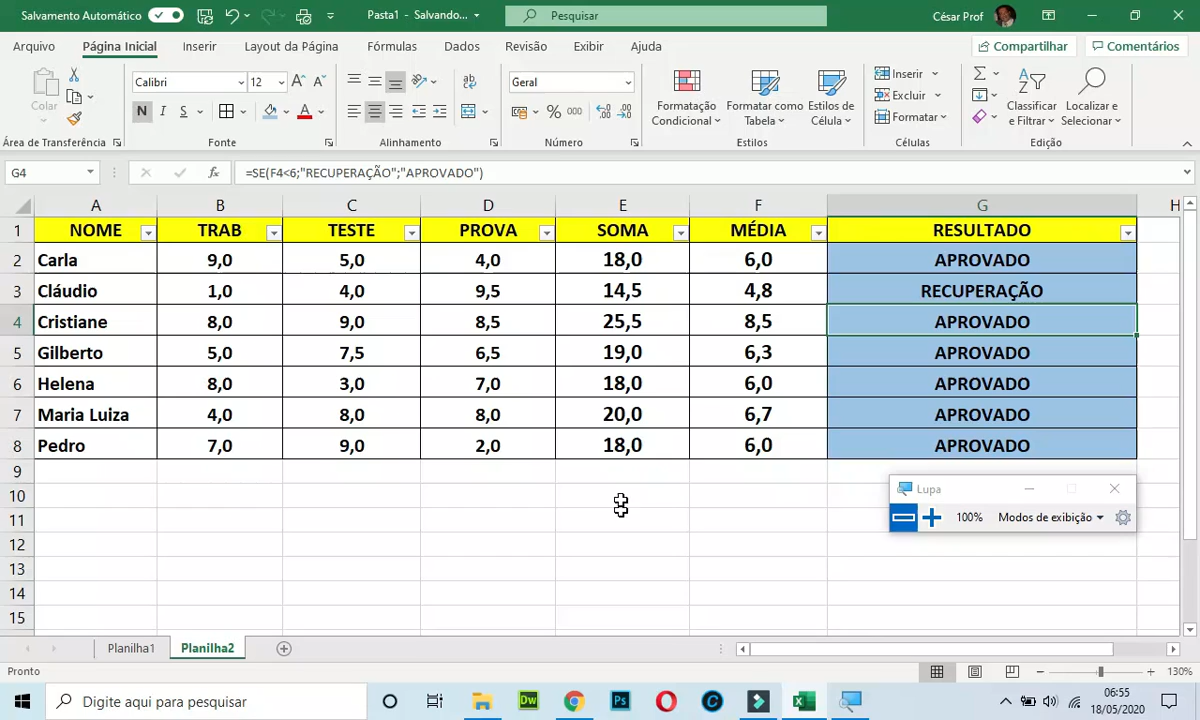 Salvamento Automático
Pasta1 - Salvando...
Pesquisar
César Prof
Arquivo Página Inicial Inserir Layout da Página Fórmulas Dados Revisão Exibir Ajuda
Compartilhar Comentários
Colar
Calibri 12
N I S
ab
Geral
% 000
Formatação Condicional
Formatar como Tabela
Estilos de Célula
Inserir
Excluir
Formatar
Classificar e Filtrar
Localizar e Selecionar
Área de Transferência Fonte Alinhamento Número Estilos Células Edição
G4 fx =SE(F4<6;"RECUPERAÇÃO";"APROVADO")
A B C D E F G H
1 NOME TRAB TESTE PROVA SOMA MÉDIA RESULTADO
2 Carla 9,0 5,0 4,0 18,0 6,0 APROVADO
3 Cláudio 1,0 4,0 9,5 14,5 4,8 RECUPERAÇÃO
4 Cristiane 8,0 9,0 8,5 25,5 8,5 APROVADO
5 Gilberto 5,0 7,5 6,5 19,0 6,3 APROVADO
6 Helena 8,0 3,0 7,0 18,0 6,0 APROVADO
7 Maria Luiza 4,0 8,0 8,0 20,0 6,7 APROVADO
8 Pedro 7,0 9,0 2,0 18,0 6,0 APROVADO
9
10
11
12
13
14
15
Lupa
100% Modos de exibição
Planilha1 Planilha2
Pronto
130%
Digite aqui para pesquisar
Dw
Ps
06:55
18/05/2020